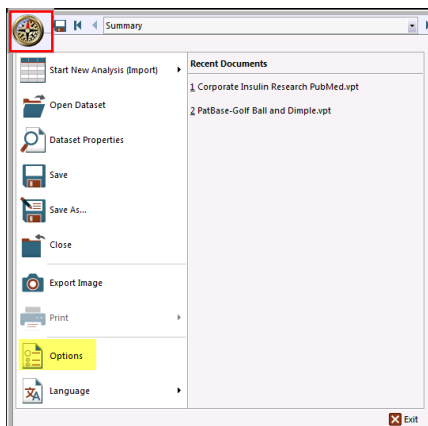 Summary
Start New Analysis (Import)
Open Dataset
Dataset Properties
Save
Save As...
Close
Export Image
Print
Options
Language
Recent Documents
1 Corporate Insulin Research PubMed.vpt
2 PatBase-Golf Ball and Dimple.vpt
Exit